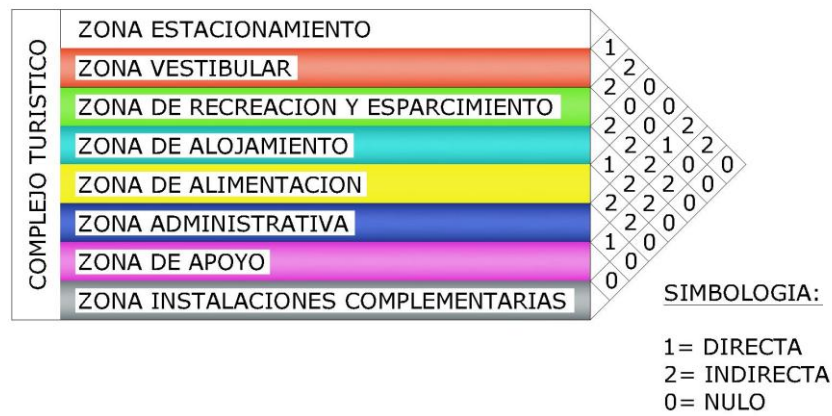 COMPLEJO TURISTICO
ZONA ESTACIONAMIENTO
ZONA VESTIBULAR
ZONA DE RECREACION Y ESPARCIMIENTO
ZONA DE ALOJAMIENTO
ZONA DE ALIMENTACION
ZONA ADMINISTRATIVA
ZONA DE APOYO
ZONA INSTALACIONES COMPLEMENTARIAS
1
2
2 0
0 0
2 0 2
2 1 2
1 2 0 0
2 2 0
2 2 0
2 0
1 0
0
0
SIMBOLOGIA:
1= DIRECTA
2= INDIRECTA
0= NULO